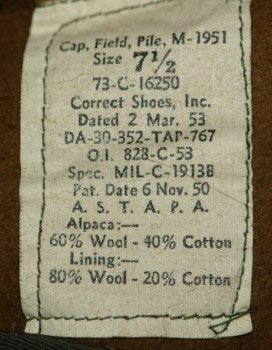 Cap, Field, Pile, M-1951
Size 7½
73-C-16250
Correct Shoes, Inc.
Dated 2 Mar. 53
DA-30-352-TAP-767
O.I. 828-C-53
Spec. MIL-C-1913B
Pat. Date 6 Nov. 50
A. S. T. A. P. A.
Alpaca:—
60% Wool - 40% Cotton
Lining:—
80% Wool - 20% Cotton